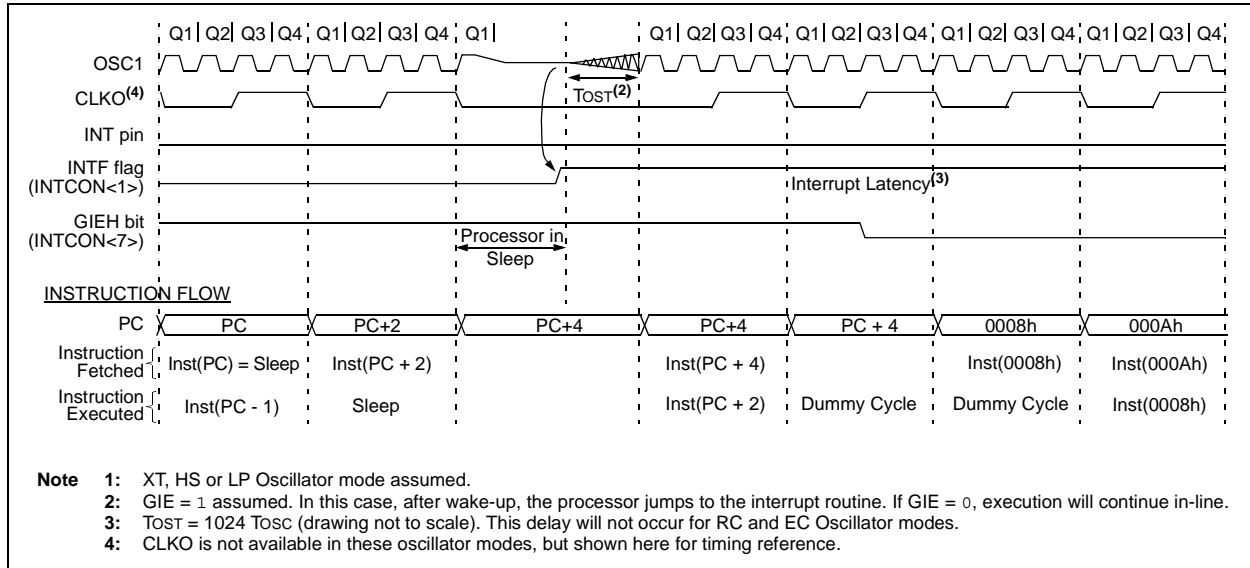 Q1 Q2 Q3 Q4 Q1 Q2 Q3 Q4 Q1 Q1 Q2 Q3 Q4 Q1 Q2 Q3 Q4 Q1 Q2 Q3 Q4 Q1 Q2 Q3 Q4
OSC1
CLKO(4) TOST(2)
INT pin
INTF flag
(INTCON<1>) Interrupt Latency(3)
GIEH bit
(INTCON<7>) Processor in
Sleep
INSTRUCTION FLOW
PC PC PC+2 PC+4 PC+4 PC + 4 0008h 000Ah
Instruction
Fetched Inst(PC) = Sleep Inst(PC + 2) Inst(PC + 4) Inst(0008h) Inst(000Ah)
Instruction
Executed Inst(PC - 1) Sleep Inst(PC + 2) Dummy Cycle Dummy Cycle Inst(0008h)
Note 1: XT, HS or LP Oscillator mode assumed.
2: GIE = 1 assumed. In this case, after wake-up, the processor jumps to the interrupt routine. If GIE = 0, execution will continue in-line.
3: TOST = 1024 TOSC (drawing not to scale). This delay will not occur for RC and EC Oscillator modes.
4: CLKO is not available in these oscillator modes, but shown here for timing reference.